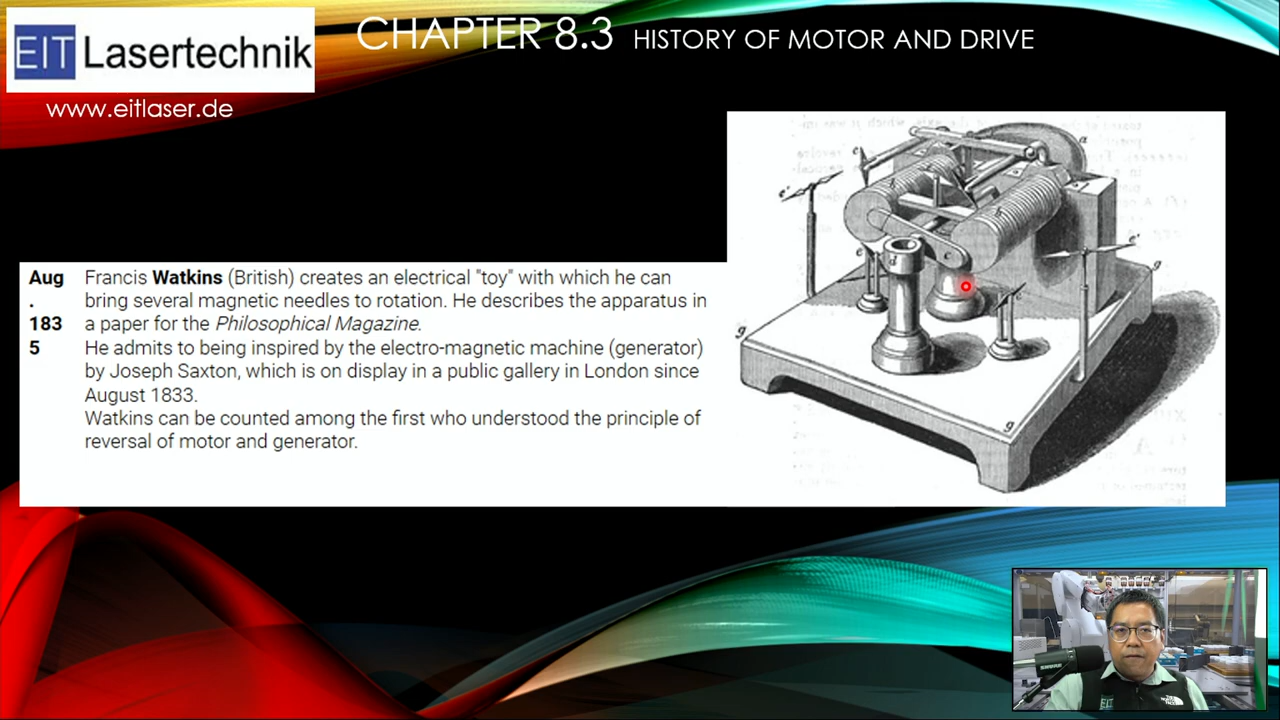 EIT Lasertechnik
www.eitlaser.de
CHAPTER 8.3 HISTORY OF MOTOR AND DRIVE
Aug
.
183
5
Francis Watkins (British) creates an electrical "toy" with which he can
bring several magnetic needles to rotation. He describes the apparatus in
a paper for the Philosophical Magazine.
He admits to being inspired by the electro-magnetic machine (generator)
by Joseph Saxton, which is on display in a public gallery in London since
August 1833.
Watkins can be counted among the first who understood the principle of
reversal of motor and generator.
a
c
c'
b
b
d
c'
g
g
g
SHURE
EIT